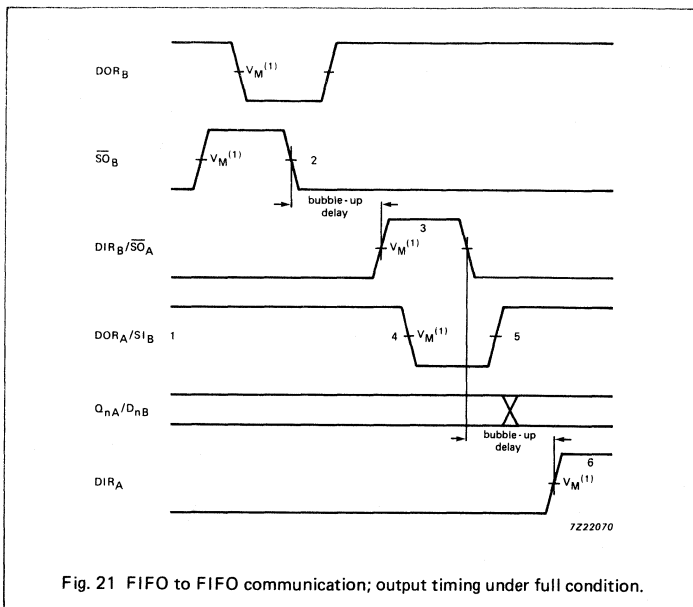 DOR_B
V_M(1)
S̅O̅_B
V_M(1)
2
bubble-up
delay
DIR_B/S̅O̅_A
3
V_M(1)
DOR_A/SI_B
1
4
V_M(1)
5
Q_nA/D_nB
bubble-up
delay
DIR_A
6
V_M(1)
7Z22070
Fig. 21 FIFO to FIFO communication; output timing under full condition.